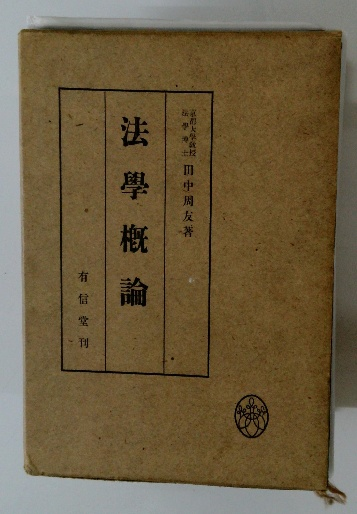 京都大學敎授
法學博士
田中周友著
法學概論
有信堂刊